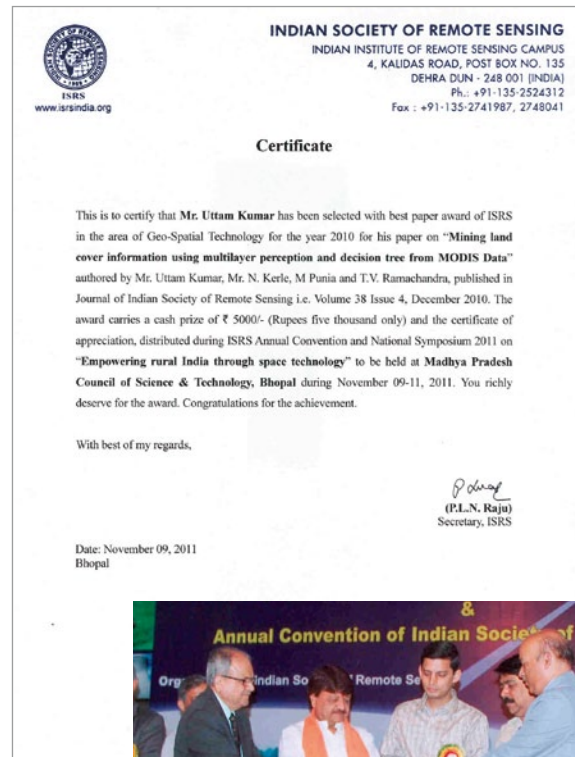 INDIAN SOCIETY OF REMOTE SENSING
INDIAN INSTITUTE OF REMOTE SENSING CAMPUS
4, KALIDAS ROAD, POST BOX NO. 135
DEHRA DUN - 248 001 (INDIA)
Ph.: +91-135-2524312
Fax : +91-135-2741987, 2748041
ISRS
www.isrsindia.org
Certificate
This is to certify that Mr. Uttam Kumar has been selected with best paper award of ISRS
in the area of Geo-Spatial Technology for the year 2010 for his paper on “Mining land
cover information using multilayer perception and decision tree from MODIS Data”
authored by Mr. Uttam Kumar, Mr. N. Kerle, M Punia and T.V. Ramachandra, published in
Journal of Indian Society of Remote Sensing i.e. Volume 38 Issue 4, December 2010. The
award carries a cash prize of ₹ 5000/- (Rupees five thousand only) and the certificate of
appreciation, distributed during ISRS Annual Convention and National Symposium 2011 on
“Empowering rural India through space technology” to be held at Madhya Pradesh
Council of Science & Technology, Bhopal during November 09-11, 2011. You richly
deserve for the award. Congratulations for the achievement.
With best of my regards,
(P.L.N. Raju)
Secretary, ISRS
Date: November 09, 2011
Bhopal
&
Annual Convention of Indian Society of
Indian So Remote Se